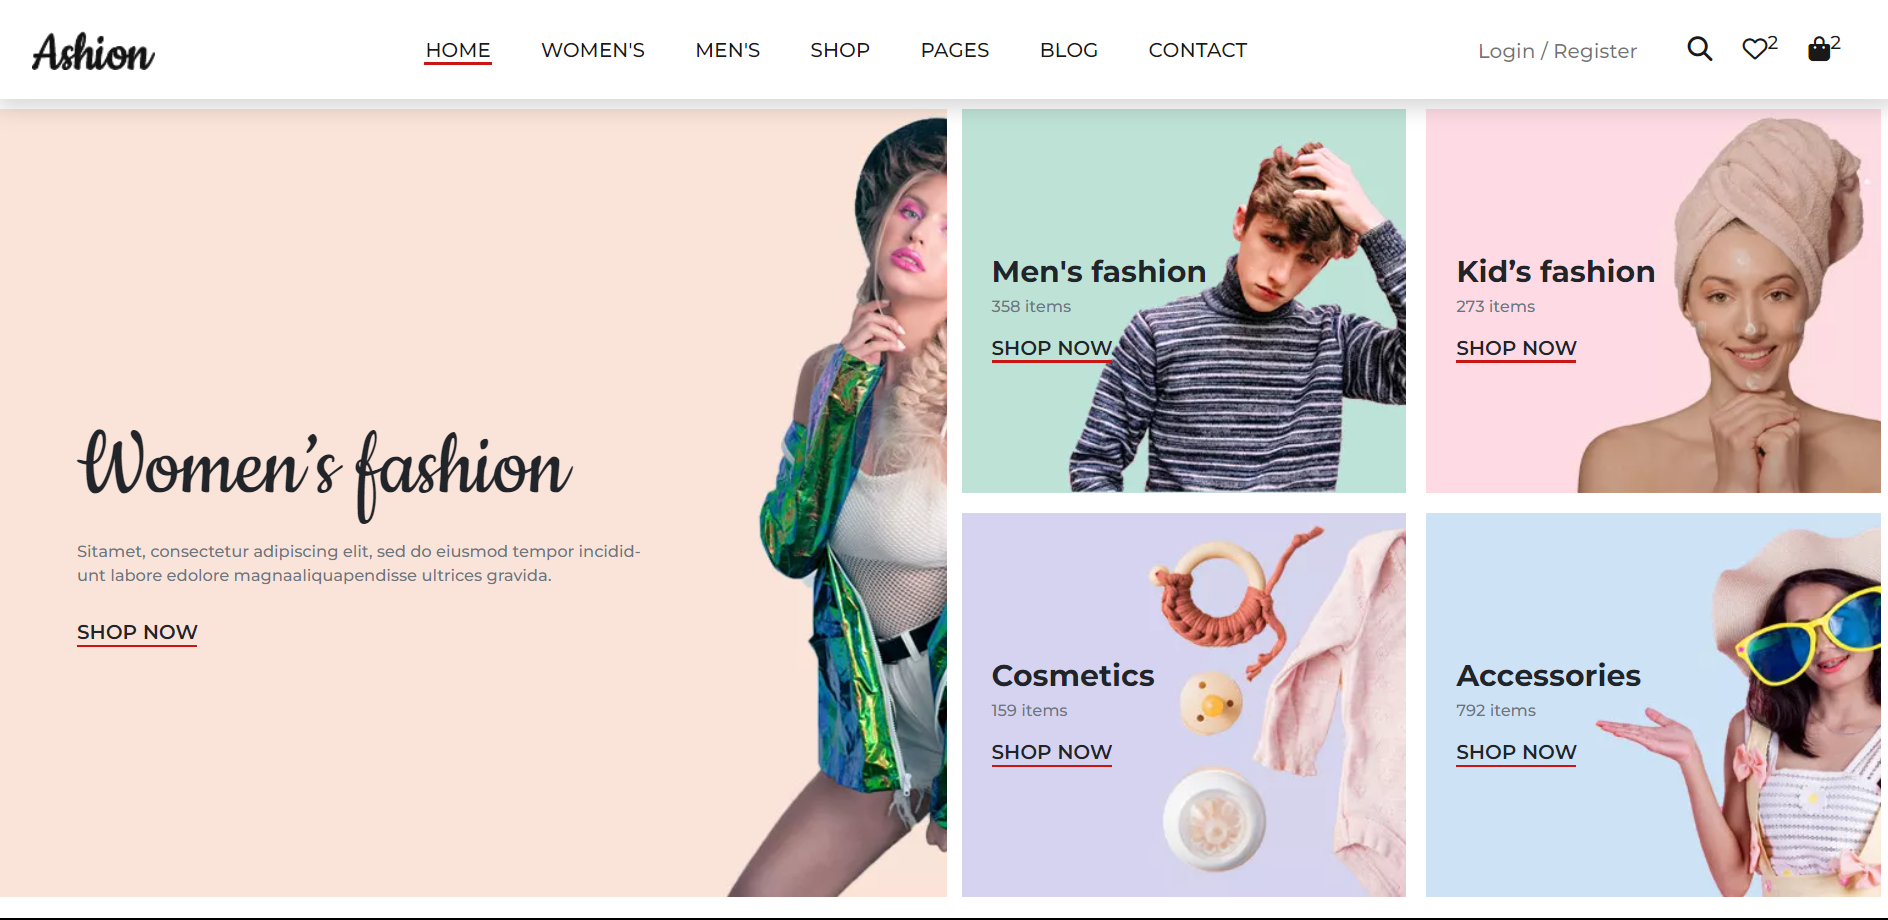 Ashion
HOME WOMEN'S MEN'S SHOP PAGES BLOG CONTACT
Login / Register 2 2
Women's fashion
Sitamet, consectetur adipiscing elit, sed do eiusmod tempor incidid-
unt labore edolore magnaaliquapendisse ultrices gravida.
SHOP NOW
Men's fashion
358 items
SHOP NOW
Kid’s fashion
273 items
SHOP NOW
Cosmetics
159 items
SHOP NOW
Accessories
792 items
SHOP NOW